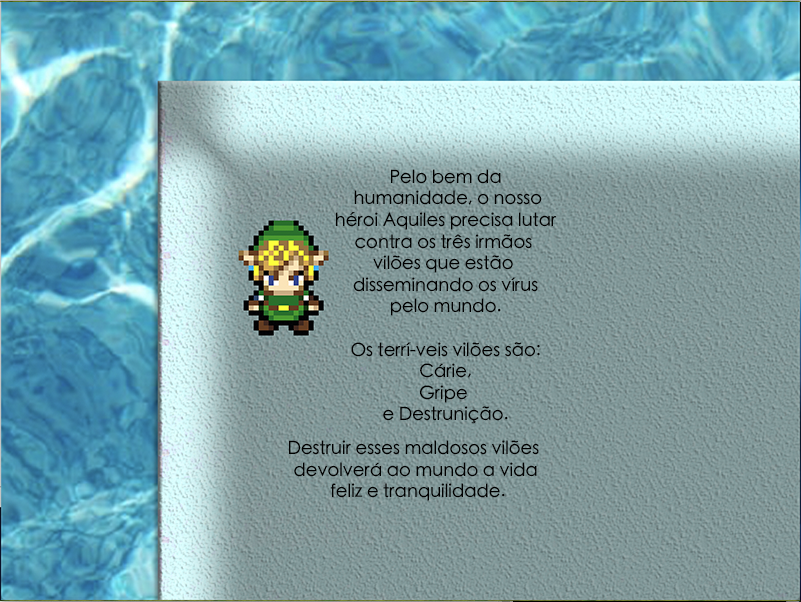 Pelo bem da
humanidade, o nosso
héroi Aquiles precisa lutar
contra os três irmãos
vilões que estão
disseminando os vírus
pelo mundo.
Os terrí-veis vilões são:
Cárie,
Gripe
e Destrunição.
Destruir esses maldosos vilões
devolverá ao mundo a vida
feliz e tranquilidade.